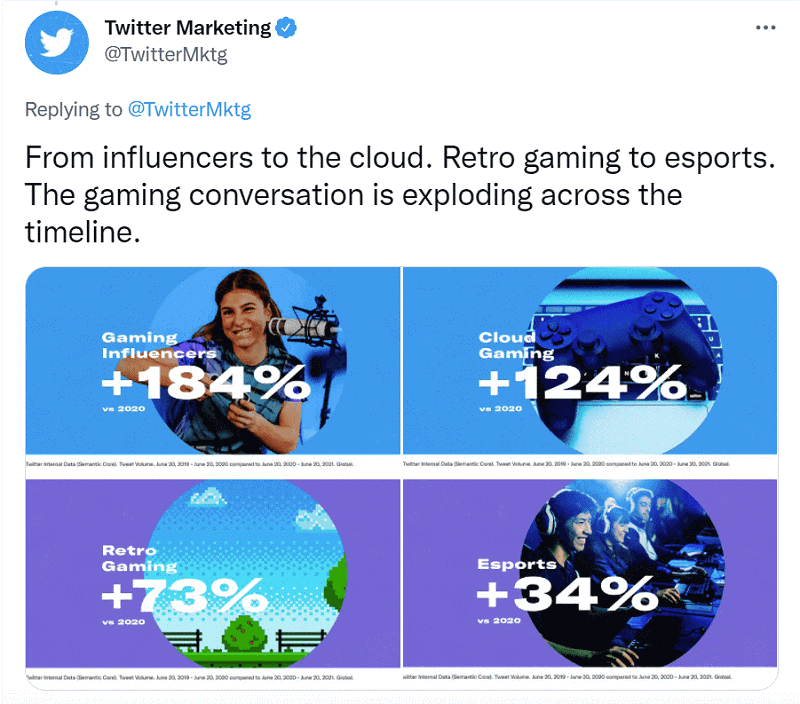 Twitter Marketing
@TwitterMktg
Replying to @TwitterMktg
From influencers to the cloud. Retro gaming to esports.
The gaming conversation is exploding across the
timeline.
Gaming
Influencers
+184%
vs 2020
Twitter Internal Data (Semantic Core). Tweet Volume. June 20, 2019 - June 20, 2020 compared to June 20, 2020 - June 20, 2021. Global.
Cloud
Gaming
+124%
vs 2020
Twitter Internal Data (Semantic Core). Tweet Volume. June 20, 2019 - June 20, 2020 compared to June 20, 2020 - June 20, 2021. Global.
Retro
Gaming
+73%
vs 2020
Twitter Internal Data (Semantic Core). Tweet Volume. June 20, 2019 - June 20, 2020 compared to June 20, 2020 - June 20, 2021. Global.
Esports
+34%
vs 2020
Twitter Internal Data (Semantic Core). Tweet Volume. June 20, 2019 - June 20, 2020 compared to June 20, 2020 - June 20, 2021. Global.